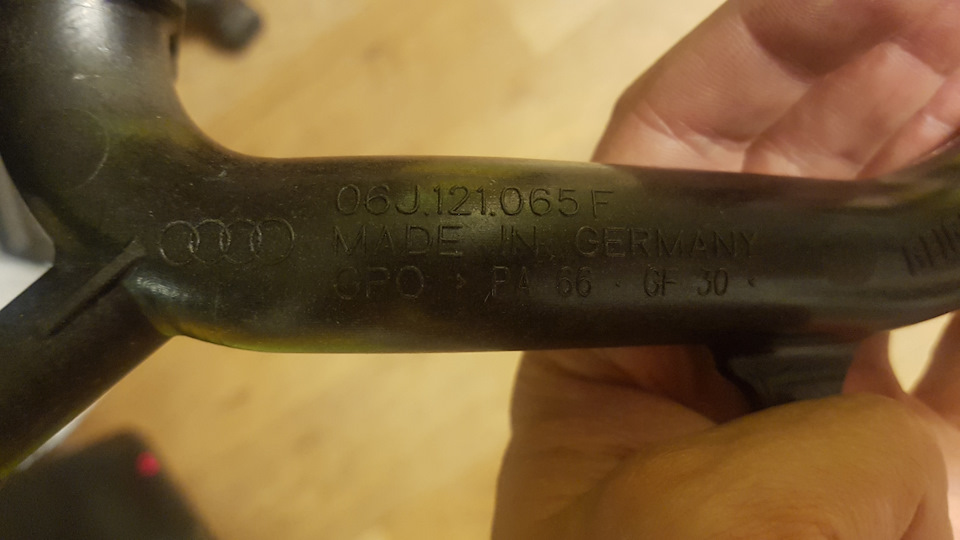 06J.121.065 F
MADE IN GERMANY
GPO > PA 66 · GF 30 <